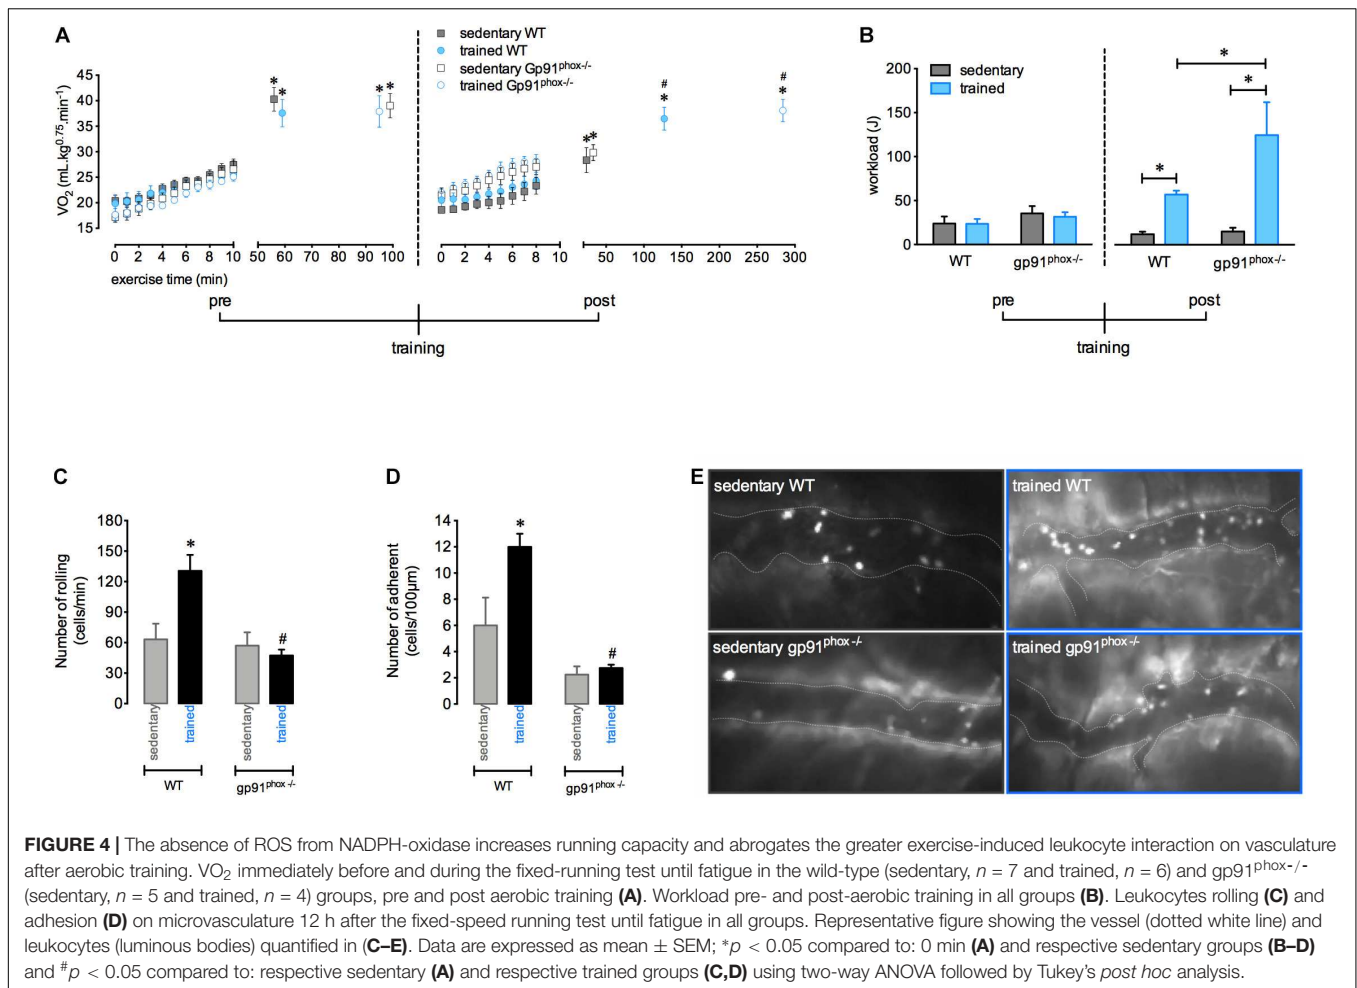 A
VO2 (mL.kg0.75.min-1)
45
40
35
30
25
20
15
* * * *
0 2 4 6 8 10 50 60 70 80 90 100
exercise time (min)
sedentary WT
trained WT
sedentary Gp91phox-/-
trained Gp91phox-/-
# #
* * * *
0 2 4 6 8 10 50 100 150 200 250 300
pre post
training
B
workload (J)
200
150
100
50
0
sedentary
trained
*
*
*
WT gp91phox-/- WT gp91phox-/-
pre post
training
C
Number of rolling
(cells/min)
180
150
120
90
60
30
0
*
#
sedentary trained sedentary trained
WT gp91phox-/-
D
Number of adherent
(cells/100µm)
14
12
10
8
6
4
2
0
*
#
sedentary trained sedentary trained
WT gp91phox-/-
E
sedentary WT trained WT
sedentary gp91phox-/- trained gp91phox-/-
FIGURE 4 | The absence of ROS from NADPH-oxidase increases running capacity and abrogates the greater exercise-induced leukocyte interaction on vasculature
after aerobic training. VO2 immediately before and during the fixed-running test until fatigue in the wild-type (sedentary, n = 7 and trained, n = 6) and gp91phox-/-
(sedentary, n = 5 and trained, n = 4) groups, pre and post aerobic training (A). Workload pre- and post-aerobic training in all groups (B). Leukocytes rolling (C) and
adhesion (D) on microvasculature 12 h after the fixed-speed running test until fatigue in all groups. Representative figure showing the vessel (dotted white line) and
leukocytes (luminous bodies) quantified in (C–E). Data are expressed as mean ± SEM; *p < 0.05 compared to: 0 min (A) and respective sedentary groups (B–D)
and #p < 0.05 compared to: respective sedentary (A) and respective trained groups (C,D) using two-way ANOVA followed by Tukey's post hoc analysis.